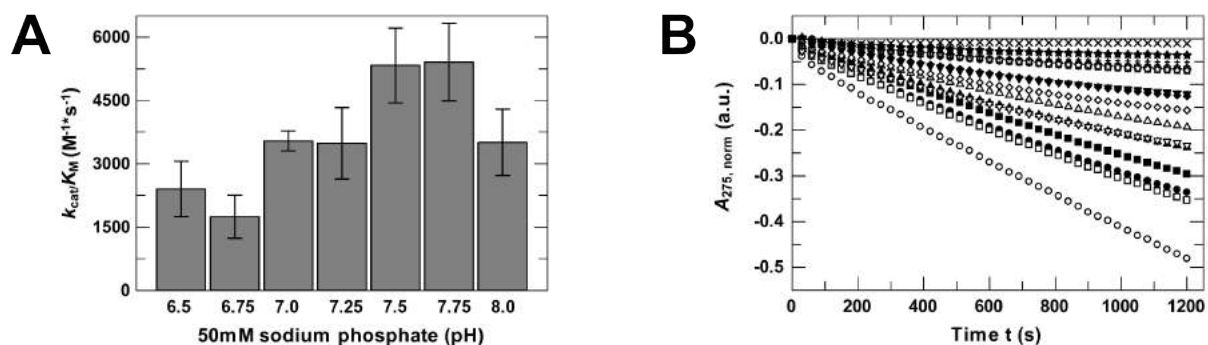 A
k_cat/K_M (M⁻¹*s⁻¹)
6000
4500
3000
1500
0
6.5 6.75 7.0 7.25 7.5 7.75 8.0
50mM sodium phosphate (pH)
B
A_275, norm (a.u.)
0.0
-0.1
-0.2
-0.3
-0.4
-0.5
0 200 400 600 800 1000 1200
Time t (s)